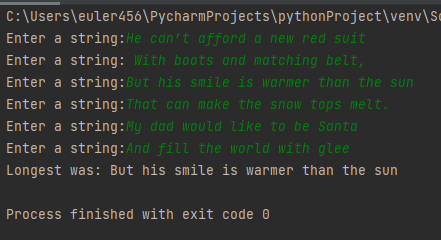 C:\Users\euler456\PycharmProjects\pythonProject\venv\Sc
Enter a string:He can't afford a new red suit
Enter a string: With boots and matching belt,
Enter a string:But his smile is warmer than the sun
Enter a string:That can make the snow tops melt.
Enter a string:My dad would like to be Santa
Enter a string:And fill the world with glee
Longest was: But his smile is warmer than the sun
Process finished with exit code 0